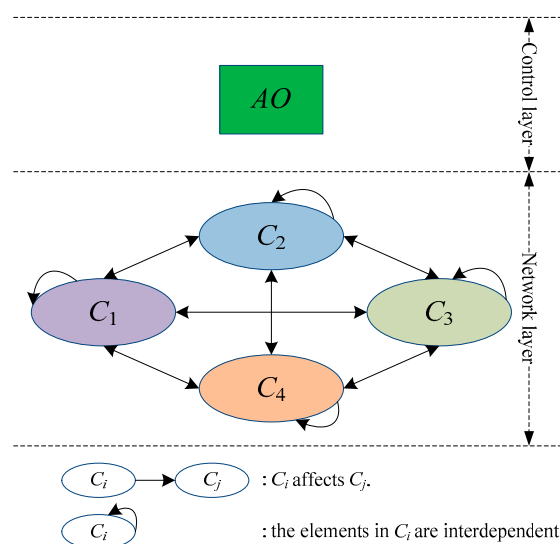 AO
Control layer
C₂
C₁
C₃
C₄
Network layer
Cᵢ Cⱼ : Cᵢ affects Cⱼ.
Cᵢ : the elements in Cᵢ are interdependent